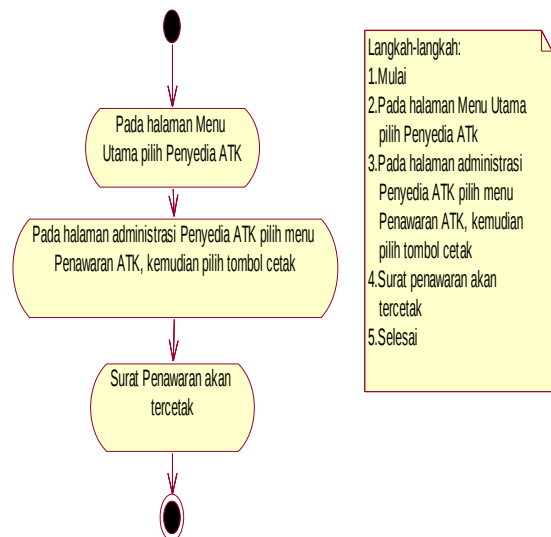 Pada halaman Menu
Utama pilih Penyedia ATK
Pada halaman administrasi Penyedia ATK pilih menu
Penawaran ATK, kemudian pilih tombol cetak
Surat Penawaran akan
tercetak
Langkah-langkah:
1.Mulai
2.Pada halaman Menu Utama
pilih Penyedia ATk
3.Pada halaman administrasi
Penyedia ATK pilih menu
Penawaran ATK, kemudian
pilih tombol cetak
4.Surat penawaran akan
tercetak
5.Selesai